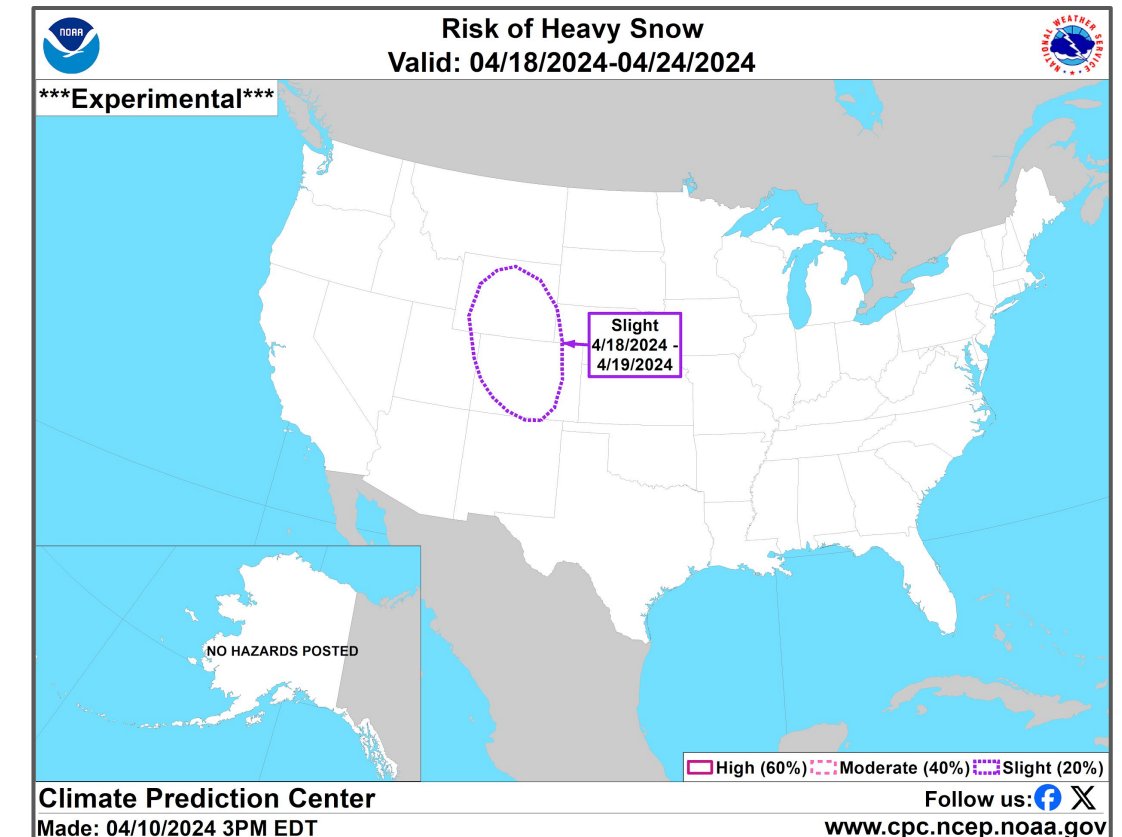 NOAA
Risk of Heavy Snow
Valid: 04/18/2024-04/24/2024
NATIONAL WEATHER SERVICE
***Experimental***
Slight
4/18/2024 -
4/19/2024
NO HAZARDS POSTED
High (60%) Moderate (40%) Slight (20%)
Climate Prediction Center
Follow us:
Made: 04/10/2024 3PM EDT
www.cpc.ncep.noaa.gov